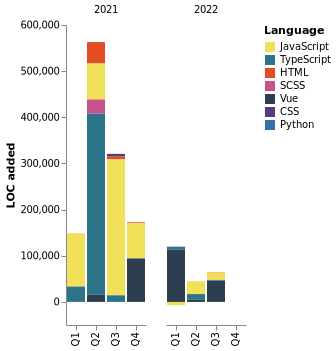 2021
2022
LOC added
600,000
500,000
400,000
300,000
200,000
100,000
0
Q1
Q2
Q3
Q4
Q1
Q2
Q3
Q4
Language
JavaScript
TypeScript
HTML
SCSS
Vue
CSS
Python